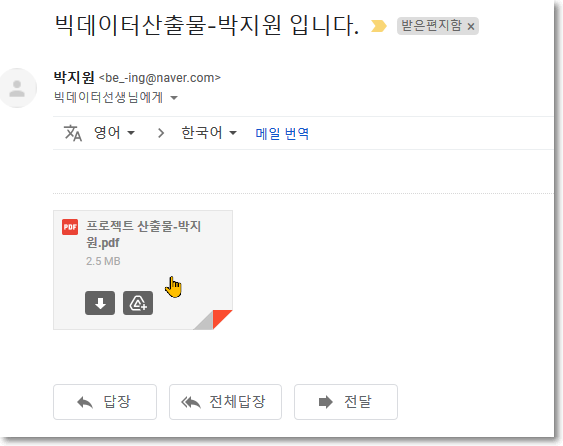 빅데이터산출물-박지원 입니다. 받은편지함 ×
박지원 <be_-ing@naver.com>
빅데이터선생님에게
영어 한국어 메일 번역
PDF 프로젝트 산출물-박지
원.pdf
2.5 MB
답장 전체답장 전달